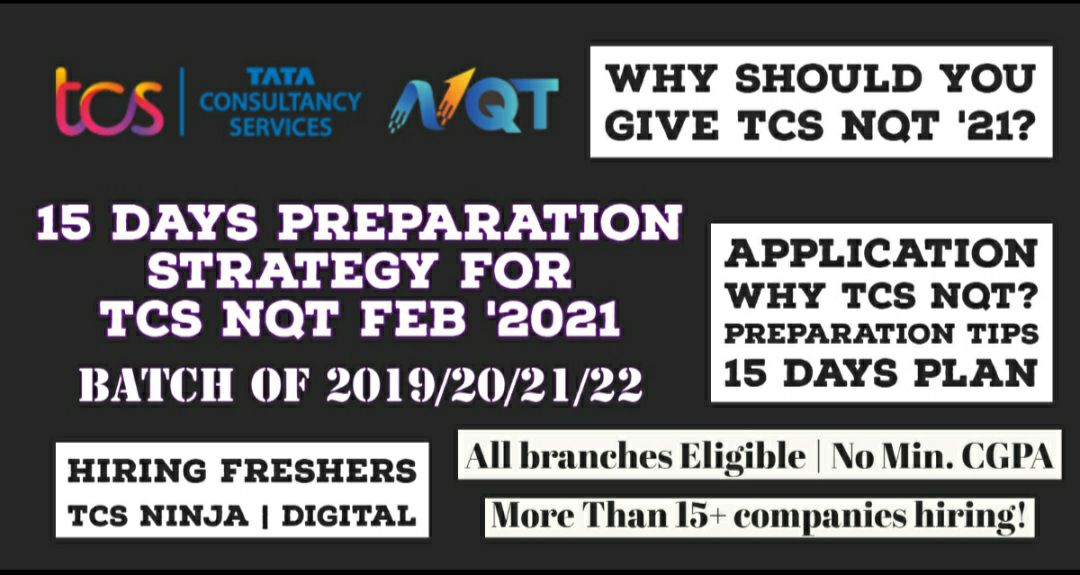 tcs
TATA
CONSULTANCY
SERVICES
NQT
WHY SHOULD YOU
GIVE TCS NQT '21?
15 DAYS PREPARATION
STRATEGY FOR
TCS NQT FEB '2021
BATCH OF 2019/20/21/22
APPLICATION
WHY TCS NQT?
PREPARATION TIPS
15 DAYS PLAN
HIRING FRESHERS
TCS NINJA | DIGITAL
All branches Eligible | No Min. CGPA
More Than 15+ companies hiring!